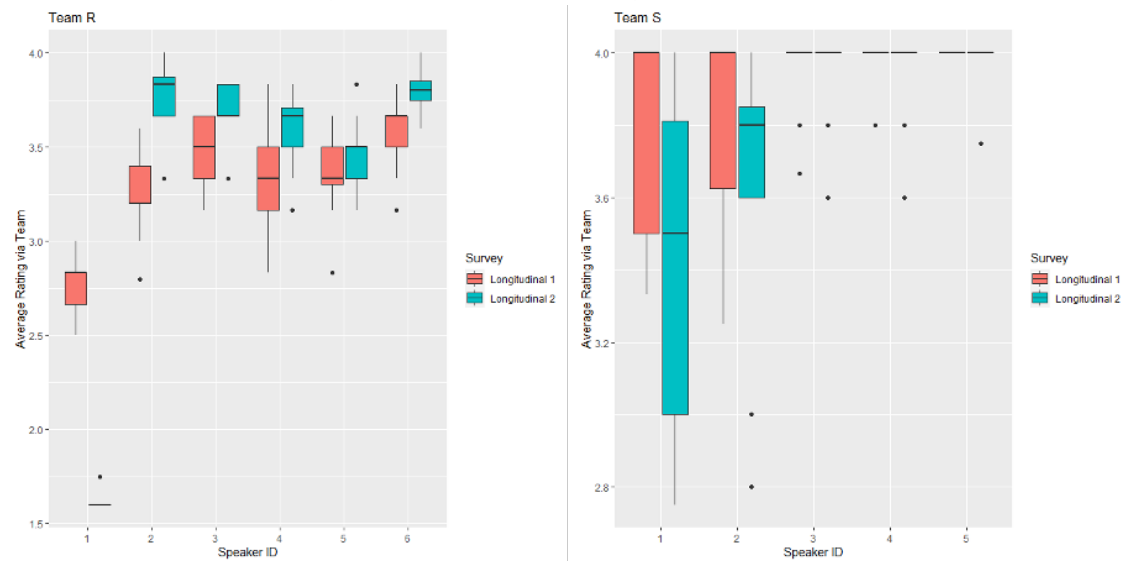 Team R
4.0
3.5
3.0
2.5
2.0
1.5
Average Rating via Team
1
2
3
4
5
6
Speaker ID
Survey
Longitudinal 1
Longitudinal 2
Team S
4.0
3.6
3.2
2.8
Average Rating via Team
1
2
3
4
5
Speaker ID
Survey
Longitudinal 1
Longitudinal 2